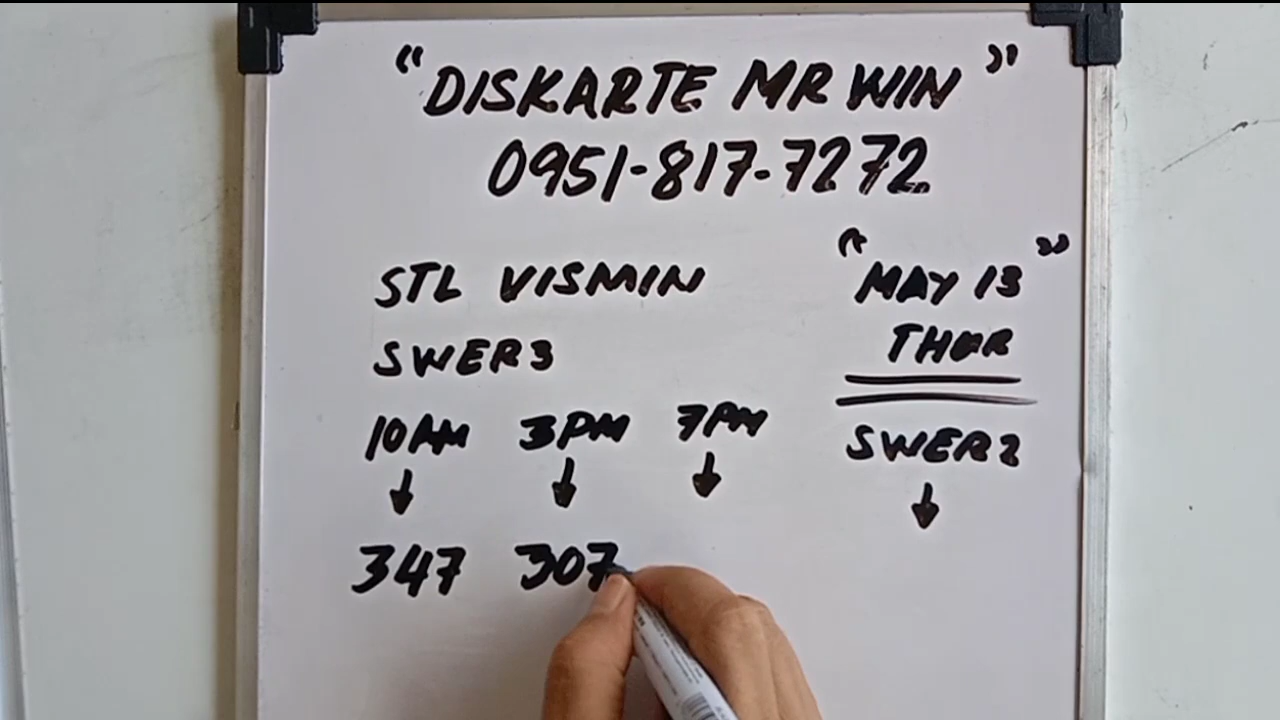 "DISKARTE MR WIN"
0951-817-7272
STL VISMIN
SWER3
10AM 3PM 7PM
347 307
"MAY 13"
THUR
SWER2